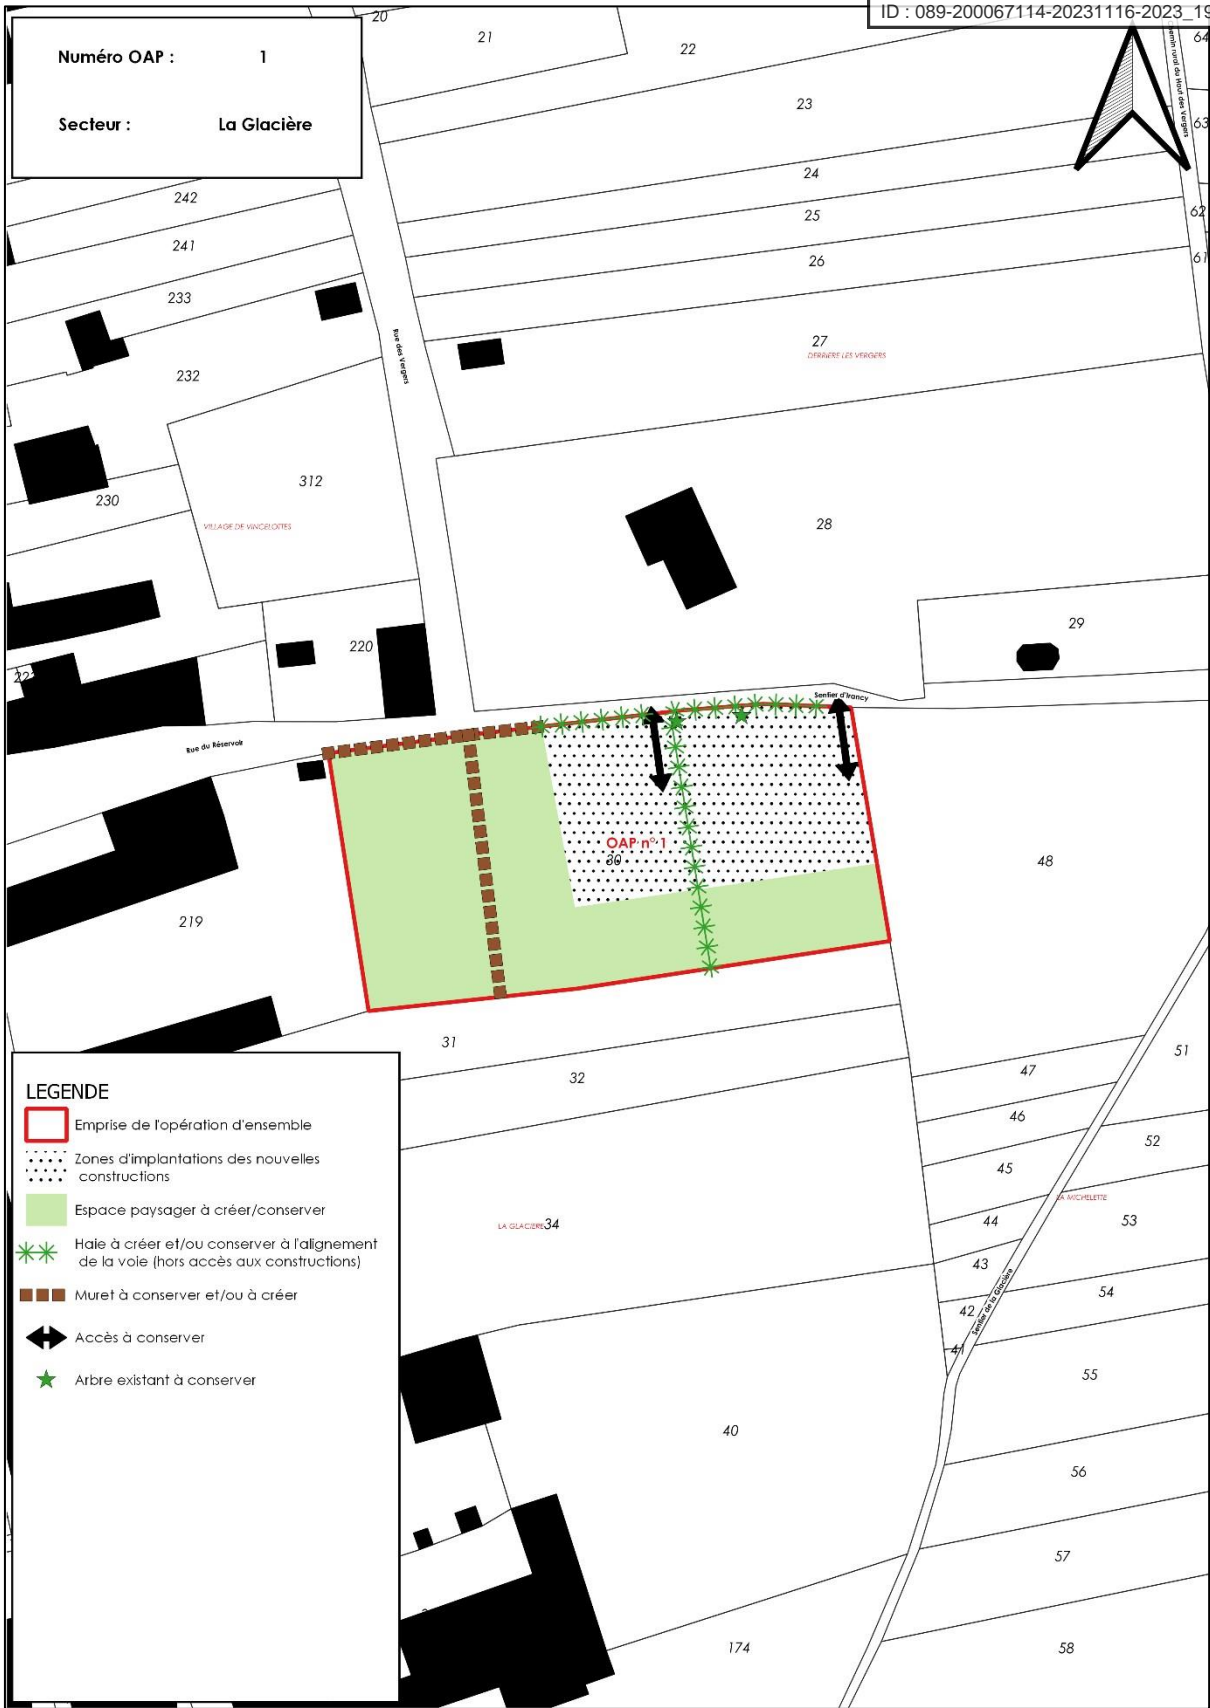 ID : 089-200067114-20231116-2023_19
Numéro OAP : 1
Secteur : La Glacière
20
21
22
23
64
Chemin rural du Haut des Vergers
63
24
25
62
26
61
242
241
233
27
DERRIERE LES VERGERS
Rue des Vergers
232
312
230
VILLAGE DE VINCELOTTES
28
29
220
Sentier d'Irancy
Rue du Réservoir
OAP n° 1
30
48
219
31
32
47
51
46
52
45
LA MICHELETTE
44
53
LA GLACIERE
34
43
54
42
Sentier de la Glacière
41
55
40
56
57
174
58
LEGENDE
Emprise de l'opération d'ensemble
Zones d'implantations des nouvelles
constructions
Espace paysager à créer/conserver
Haie à créer et/ou conserver à l'alignement
de la voie (hors accès aux constructions)
Muret à conserver et/ou à créer
Accès à conserver
Arbre existant à conserver